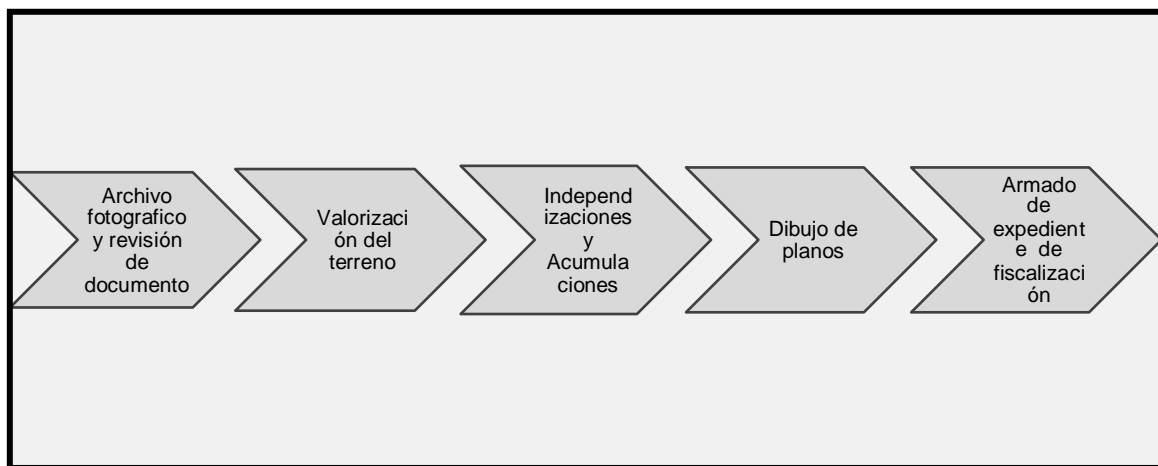 Archivo
fotografico
y revisión
de
documento
Valorizaci
ón del
terreno
Independ
izaciones
y
Acumula
ciones
Dibujo de
planos
Armado
de
expedient
e de
fiscalizaci
ón